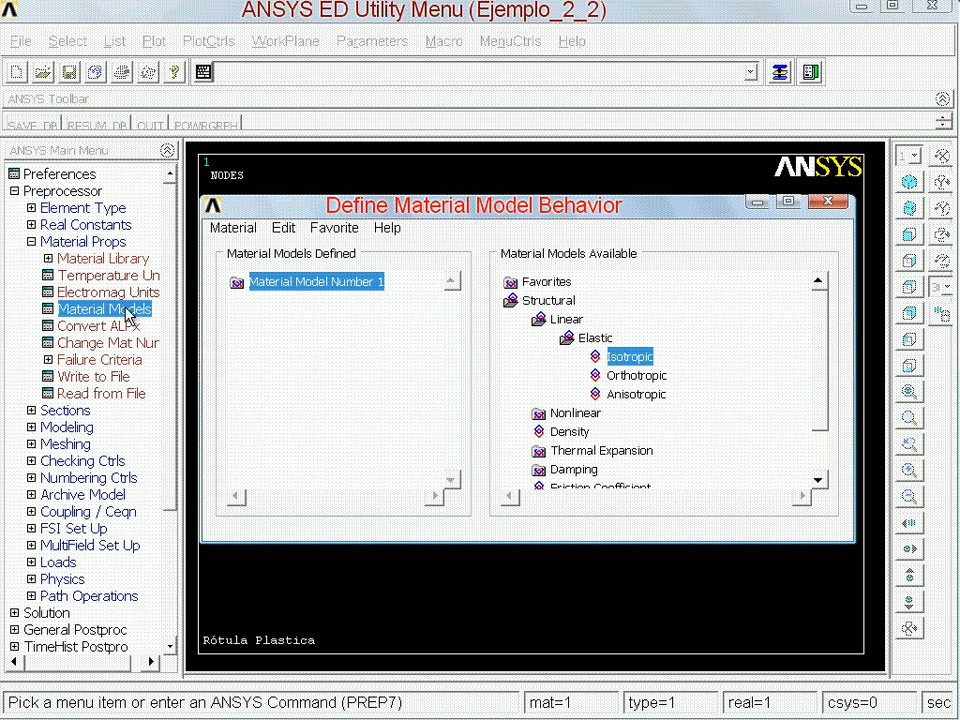 ANSYS ED Utility Menu (Ejemplo_2_2)
File Select List Plot PlotCtrls WorkPlane Parameters Macro MenuCtrls Help
ANSYS Toolbar
SAVE_DB RESUM_DB QUIT POWRGRPH
ANSYS Main Menu
Preferences
Preprocessor
Element Type
Real Constants
Material Props
Material Library
Temperature Un
Electromag Units
Material Models
Convert ALPx
Change Mat Nur
Failure Criteria
Write to File
Read from File
Sections
Modeling
Meshing
Checking Ctrls
Numbering Ctrls
Archive Model
Coupling / Ceqn
FSI Set Up
MultiField Set Up
Loads
Physics
Path Operations
Solution
General Postproc
TimeHist Postpro
1
NODES
ANSYS
Define Material Model Behavior
Material Edit Favorite Help
Material Models Defined
Material Model Number 1
Material Models Available
Favorites
Structural
Linear
Elastic
Isotropic
Orthotropic
Anisotropic
Nonlinear
Density
Thermal Expansion
Damping
Friction Coefficient
Rótula Plastica
1
3
Pick a menu item or enter an ANSYS Command (PREP7) mat=1 type=1 real=1 csys=0 sec